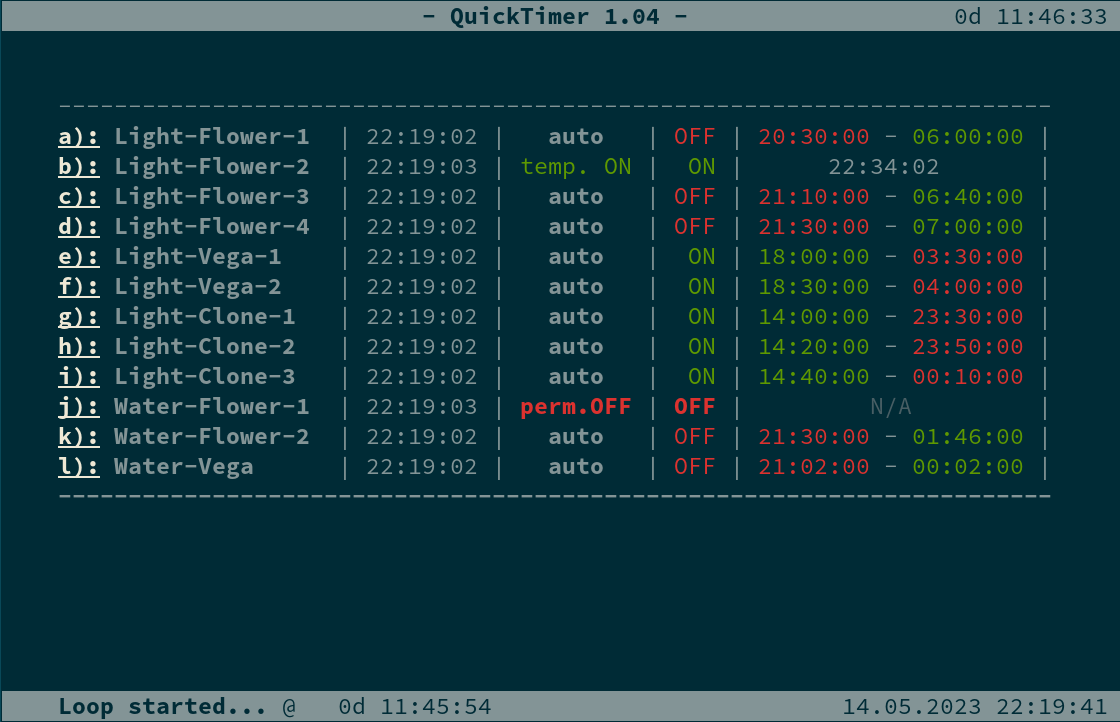 - QuickTimer 1.04 - 0d 11:46:33
-----------------------------------------------------------------------
a): Light-Flower-1 | 22:19:02 | auto | OFF | 20:30:00 - 06:00:00 |
b): Light-Flower-2 | 22:19:03 | temp. ON | ON | 22:34:02 |
c): Light-Flower-3 | 22:19:02 | auto | OFF | 21:10:00 - 06:40:00 |
d): Light-Flower-4 | 22:19:02 | auto | OFF | 21:30:00 - 07:00:00 |
e): Light-Vega-1 | 22:19:02 | auto | ON | 18:00:00 - 03:30:00 |
f): Light-Vega-2 | 22:19:02 | auto | ON | 18:30:00 - 04:00:00 |
g): Light-Clone-1 | 22:19:02 | auto | ON | 14:00:00 - 23:30:00 |
h): Light-Clone-2 | 22:19:02 | auto | ON | 14:20:00 - 23:50:00 |
i): Light-Clone-3 | 22:19:02 | auto | ON | 14:40:00 - 00:10:00 |
j): Water-Flower-1 | 22:19:03 | perm.OFF | OFF | N/A |
k): Water-Flower-2 | 22:19:02 | auto | OFF | 21:30:00 - 01:46:00 |
l): Water-Vega | 22:19:02 | auto | OFF | 21:02:00 - 00:02:00 |
-----------------------------------------------------------------------
Loop started... @ 0d 11:45:54 14.05.2023 22:19:41